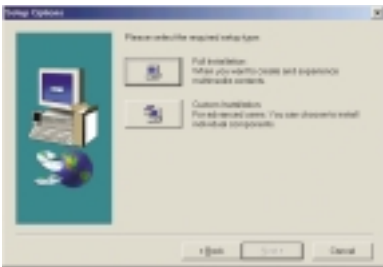 Setup Options
Please select the required setup type.
Full installation
When you want to create and experience
multimedia contents.
Custom Installation
For advanced users. You can choose to install
individual components.
< Back
Next >
Cancel